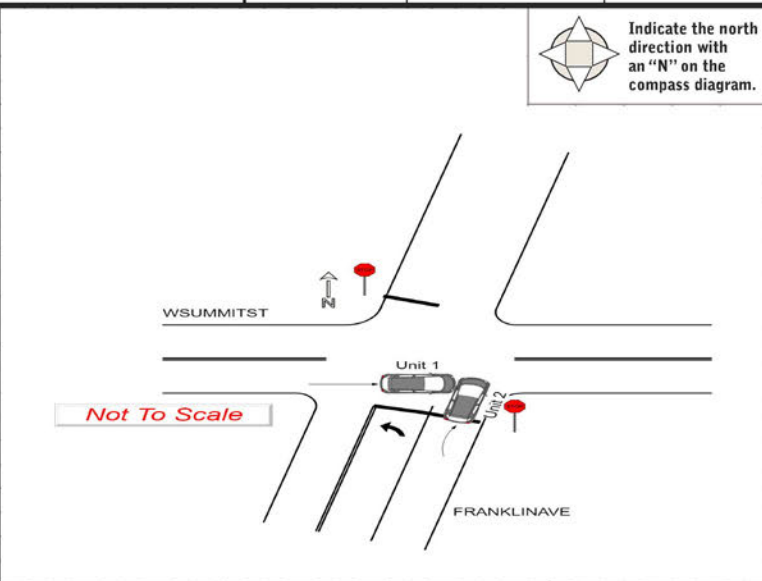 Indicate the north
direction with
an “N” on the
compass diagram.
N
WSUMMITST
Unit 1
Unit 2
Not To Scale
FRANKLINAVE